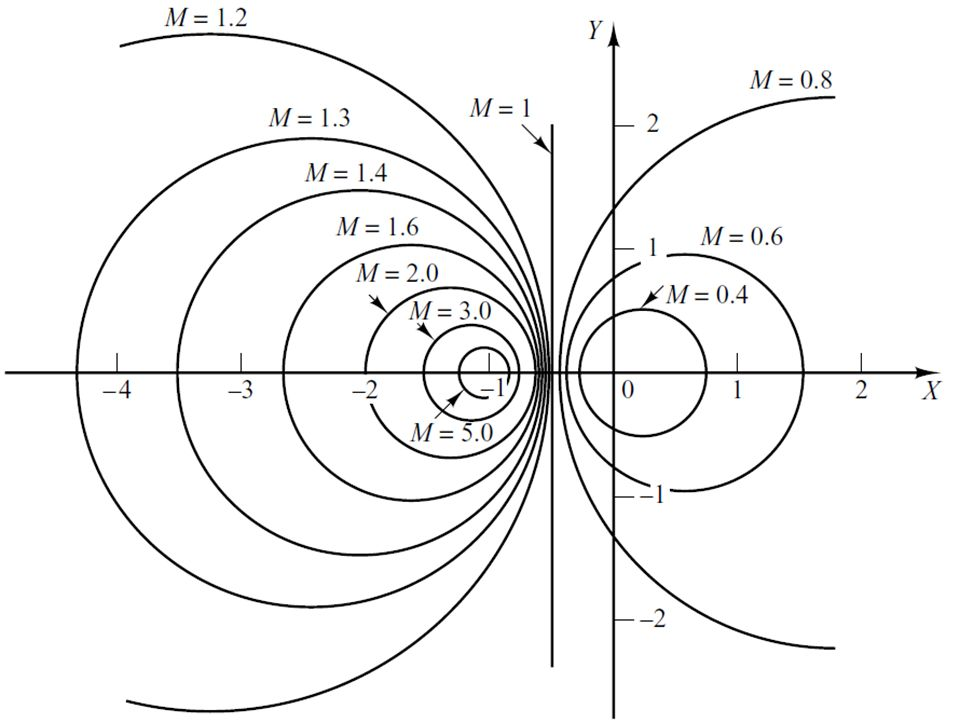 M = 1.2
Y
M = 0.8
M = 1
M = 1.3
2
M = 1.4
M = 1.6
1
M = 0.6
M = 2.0
M = 0.4
M = 3.0
–4
–3
–2
–1
0
1
2
X
M = 5.0
–1
–2